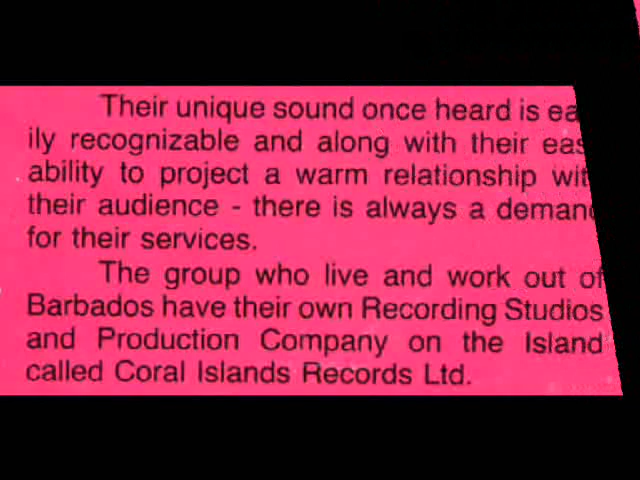 Their unique sound once heard is ea
ily recognizable and along with their eas
ability to project a warm relationship wit
their audience - there is always a deman
for their services.
The group who live and work out of
Barbados have their own Recording Studios
and Production Company on the Island
called Coral Islands Records Ltd.